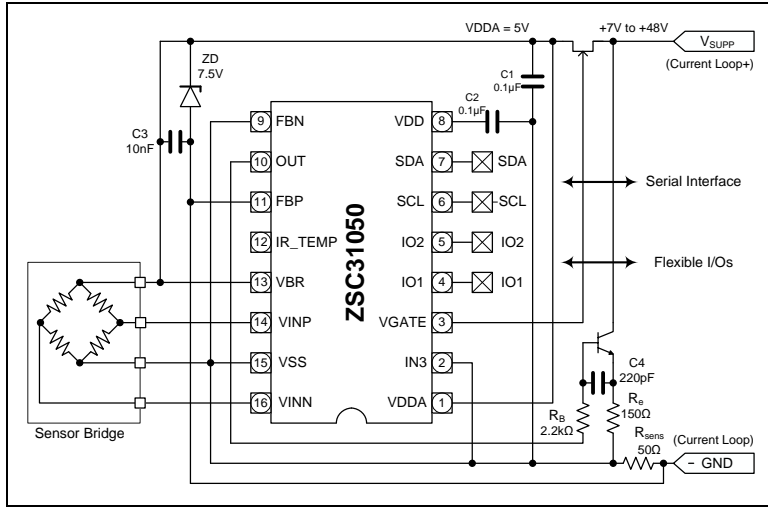 VDDA = 5V
+7V to +48V
VSUPP
(Current Loop+)
ZD
7.5V
C1
0.1µF
C2
0.1µF
C3
10nF
9 FBN
VDD 8
10 OUT
SDA 7 SDA
11 FBP
SCL 6 SCL
Serial Interface
12 IR_TEMP
IO2 5 IO2
13 VBR
IO1 4 IO1
Flexible I/Os
14 VINP
VGATE 3
15 VSS
IN3 2
16 VINN
VDDA 1
ZSC31050
C4
220pF
RB
2.2kΩ
Re
150Ω
Rsens
50Ω
(Current Loop)
− GND
Sensor Bridge